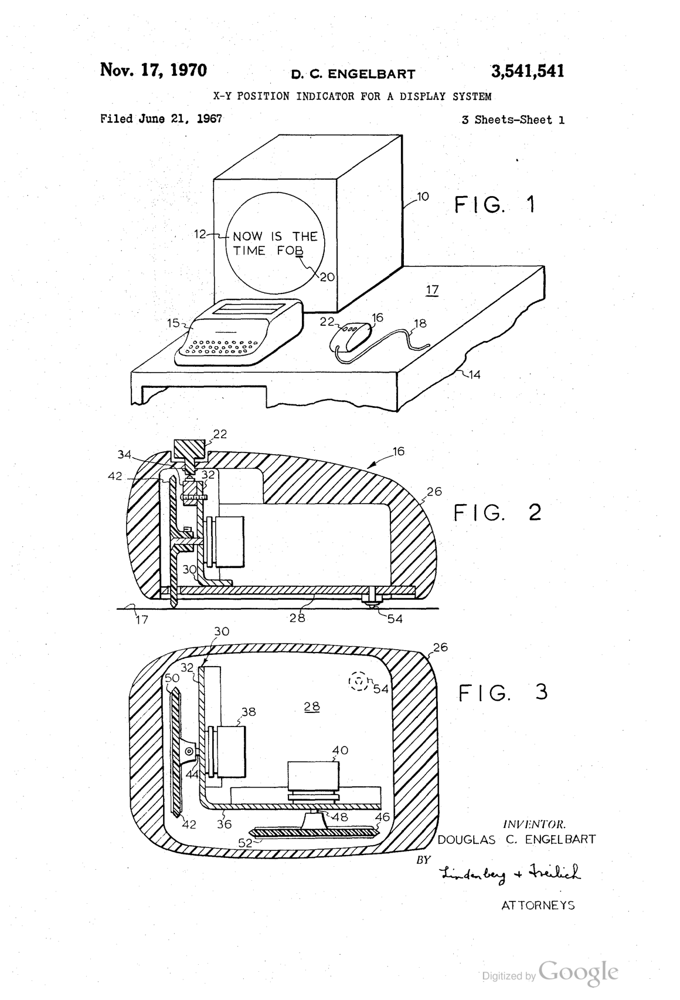 Nov. 17, 1970 D. C. ENGELBART 3,541,541
X-Y POSITION INDICATOR FOR A DISPLAY SYSTEM
Filed June 21, 1967 3 Sheets-Sheet 1
10
FIG. 1
12
NOW IS THE
TIME FOB
20
17
15
22 16
18
14
22
34
16
42
32
26
FIG. 2
30
17
28
54
30
26
32
50
54
FIG. 3
28
38
40
44
42
36
48
46
52
INVENTOR.
DOUGLAS C. ENGELBART
BY
Lindenberg + Freilich
ATTORNEYS
Digitized by Google